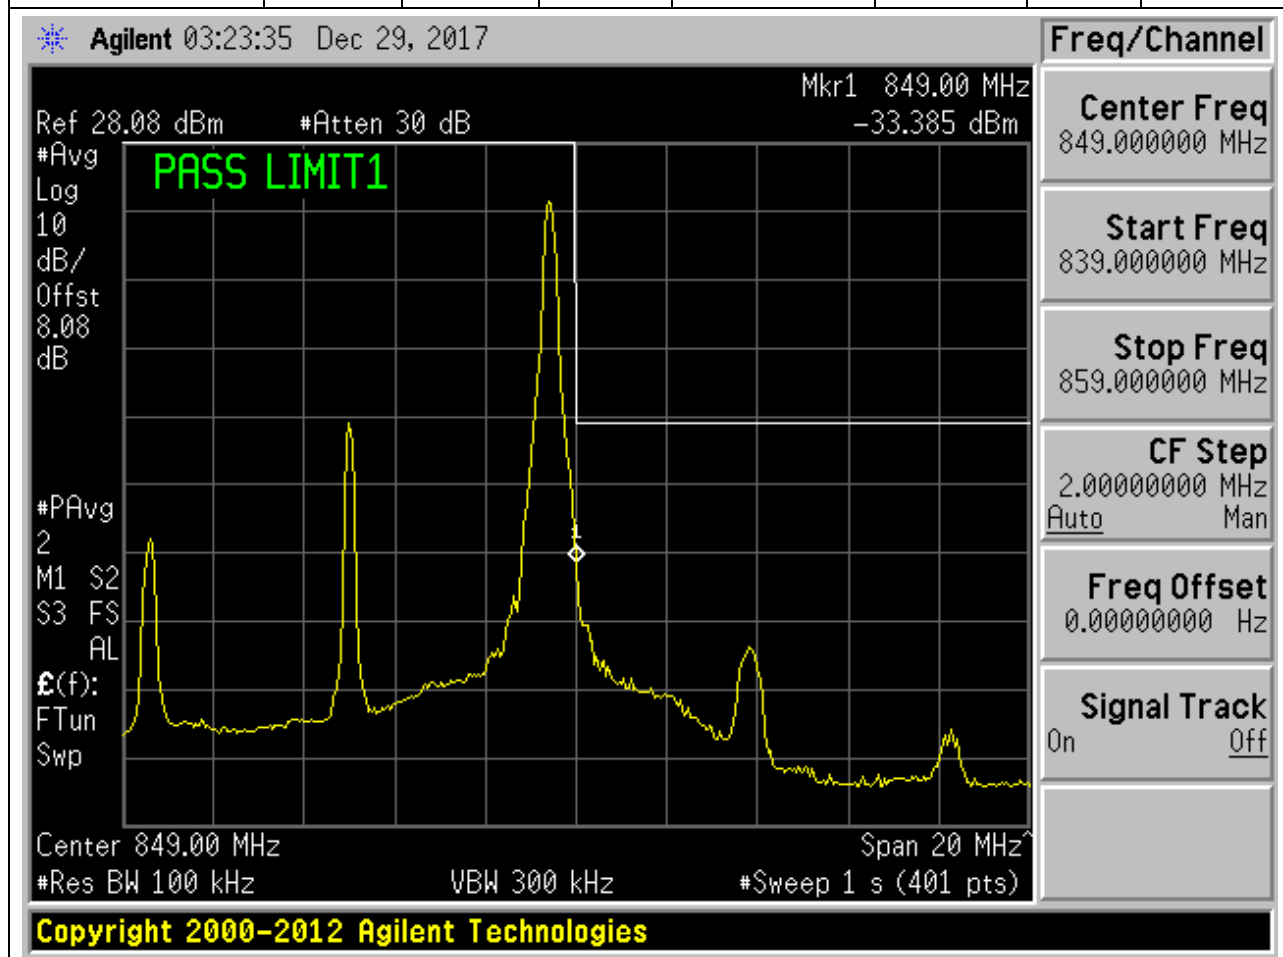 Agilent 03:23:35 Dec 29, 2017
Freq/Channel
Mkr1 849.00 MHz
Ref 28.08 dBm #Atten 30 dB -33.385 dBm
#Avg
Log
10
dB/
Offst
8.08
dB
PASS LIMIT1
1
#PAvg
2
M1 S2
S3 FS
AL
£(f):
FTun
Swp
Center 849.00 MHz Span 20 MHz^
#Res BW 100 kHz VBW 300 kHz #Sweep 1 s (401 pts)
Center Freq
849.000000 MHz
Start Freq
839.000000 MHz
Stop Freq
859.000000 MHz
CF Step
2.00000000 MHz
Auto Man
Freq Offset
0.00000000 Hz
Signal Track
On Off
Copyright 2000-2012 Agilent Technologies